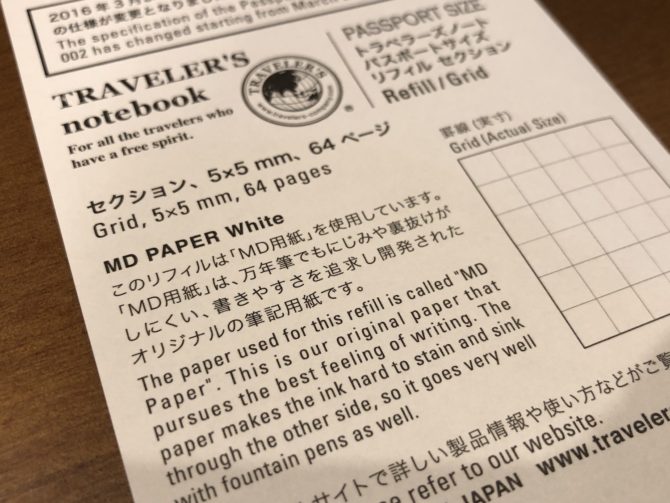 2016年3月
の仕様が変更となりまし
The specification of the Passp
002 has changed starting from March
TRAVELER'S
notebook
For all the travelers who
have a free spirit.
TRAVELER'S
®
PASSPORT SIZE
トラベラーズノート
パスポートサイズ
リフィル セクション
Refill/Grid
セクション、5×5 mm、64 ページ
Grid, 5×5 mm, 64 pages
罫線 (実寸)
Grid (Actual Size)
MD PAPER White
このリフィルは「MD用紙」を使用しています。
「MD用紙」は、万年筆でもにじみや裏抜けが
しにくい、書きやすさを追求し開発された
オリジナルの筆記用紙です。
The paper used for this refill is called "MD
Paper". This is our original paper that
pursues the best feeling of writing. The
paper makes the ink hard to stain and sink
through the other side, so it goes very well
with fountain pens as well.
サイトで詳しい製品情報や使い方などがご覧
refer to our website.
JAPAN www.travele